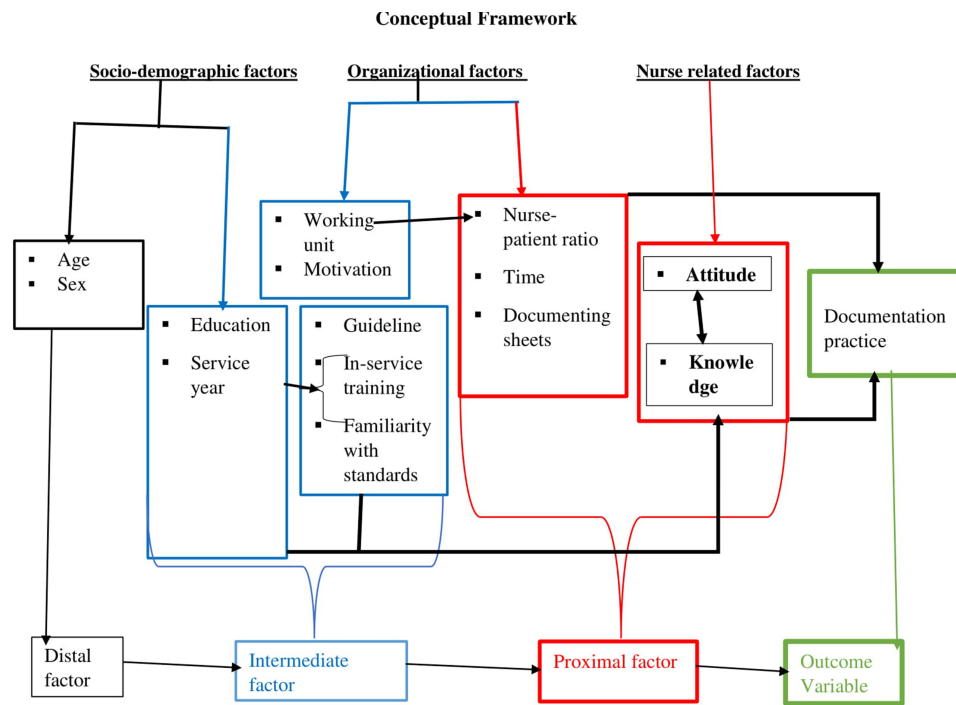 Conceptual Framework
Socio-demographic factors
Organizational factors
Nurse related factors
▪ Age
▪ Sex
▪ Education
▪ Service
year
▪ Working
unit
▪ Motivation
▪ Guideline
▪ In-service
training
▪ Familiarity
with
standards
▪ Nurse-
patient ratio
▪ Time
▪ Documenting
sheets
▪ Attitude
▪ Knowle
dge
Documentation
practice
Distal
factor
Intermediate
factor
Proximal factor
Outcome
Variable